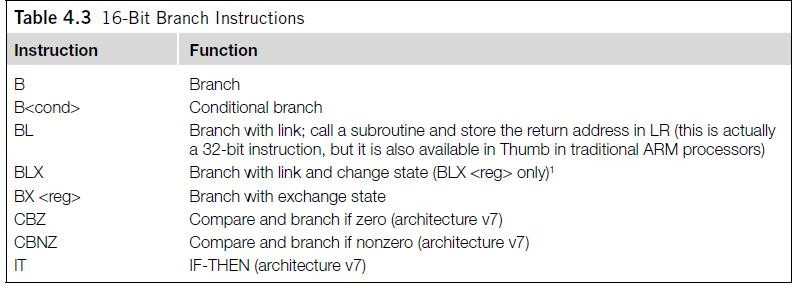 Table 4.3 16-Bit Branch Instructions
Instruction Function
B Branch
B<cond> Conditional branch
BL Branch with link; call a subroutine and store the return address in LR (this is actually
a 32-bit instruction, but it is also available in Thumb in traditional ARM processors)
BLX Branch with link and change state (BLX <reg> only)¹
BX <reg> Branch with exchange state
CBZ Compare and branch if zero (architecture v7)
CBNZ Compare and branch if nonzero (architecture v7)
IT IF-THEN (architecture v7)